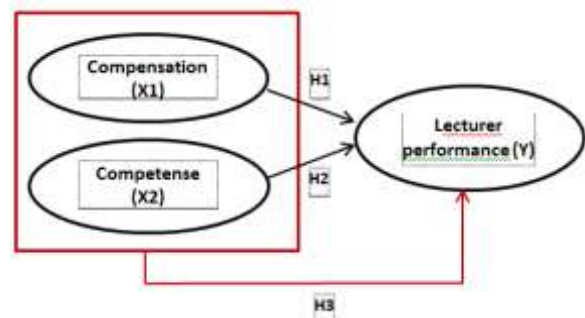 Compensation
(X1)
H1
Lecturer
performance (Y)
Competense
(X2)
H2
H3